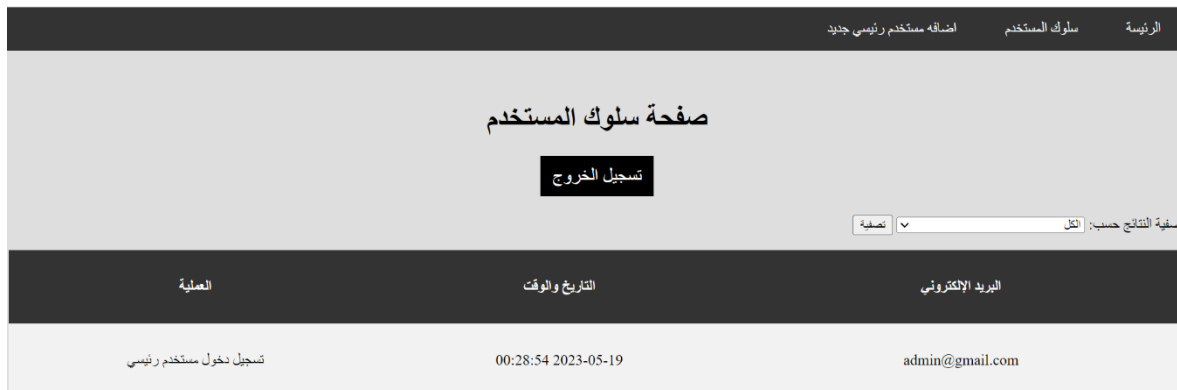 الرئيسة سلوك المستخدم اضافه مستخدم رئيسي جديد
صفحة سلوك المستخدم
تسجيل الخروج
صفية النتائج حسب: الكل تصفية
البريد الإلكتروني التاريخ والوقت العملية
admin@gmail.com 00:28:54 2023-05-19 تسجيل دخول مستخدم رئيسي